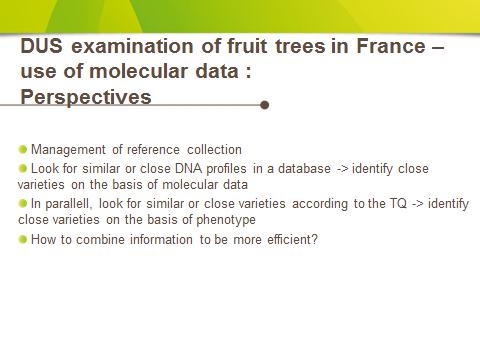 DUS examination of fruit trees in France –
use of molecular data :
Perspectives
Management of reference collection
Look for similar or close DNA profiles in a database -> identify close
varieties on the basis of molecular data
In parallell, look for similar or close varieties according to the TQ -> identify
close varieties on the basis of phenotype
How to combine information to be more efficient?